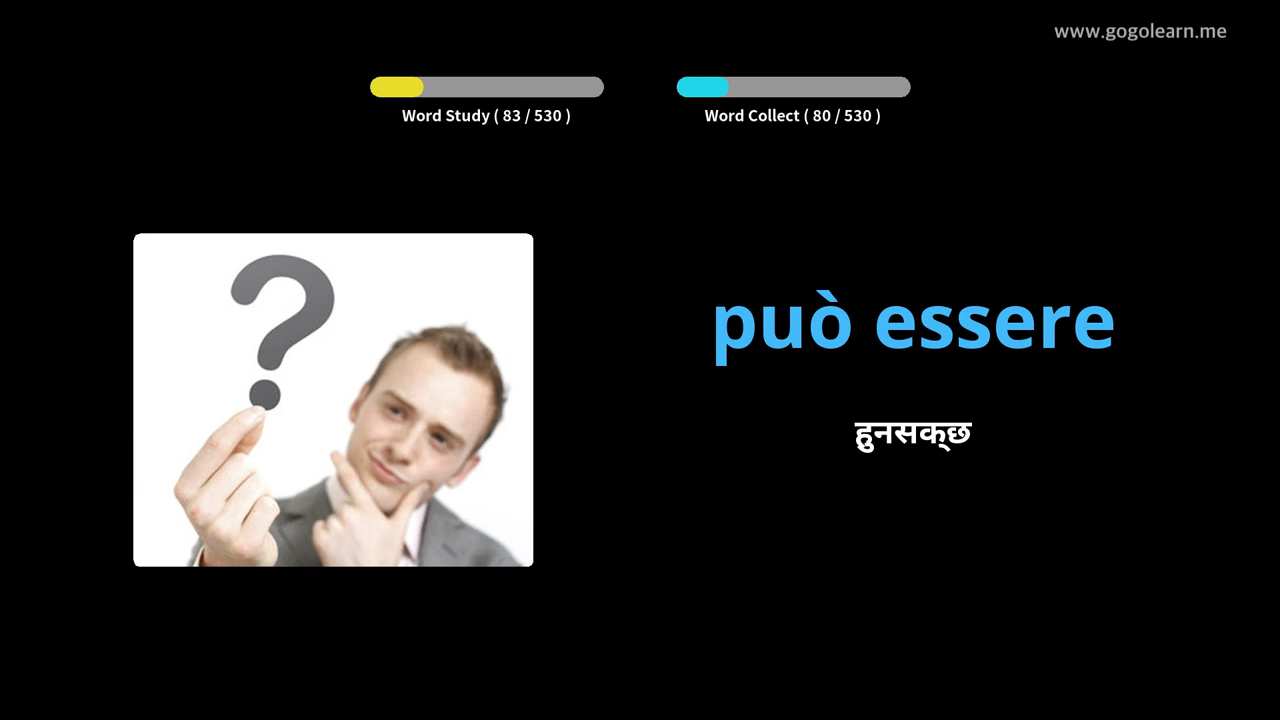 www.gogolearn.me
Word Study ( 83 / 530 )
Word Collect ( 80 / 530 )
può essere
हुनसक्छ